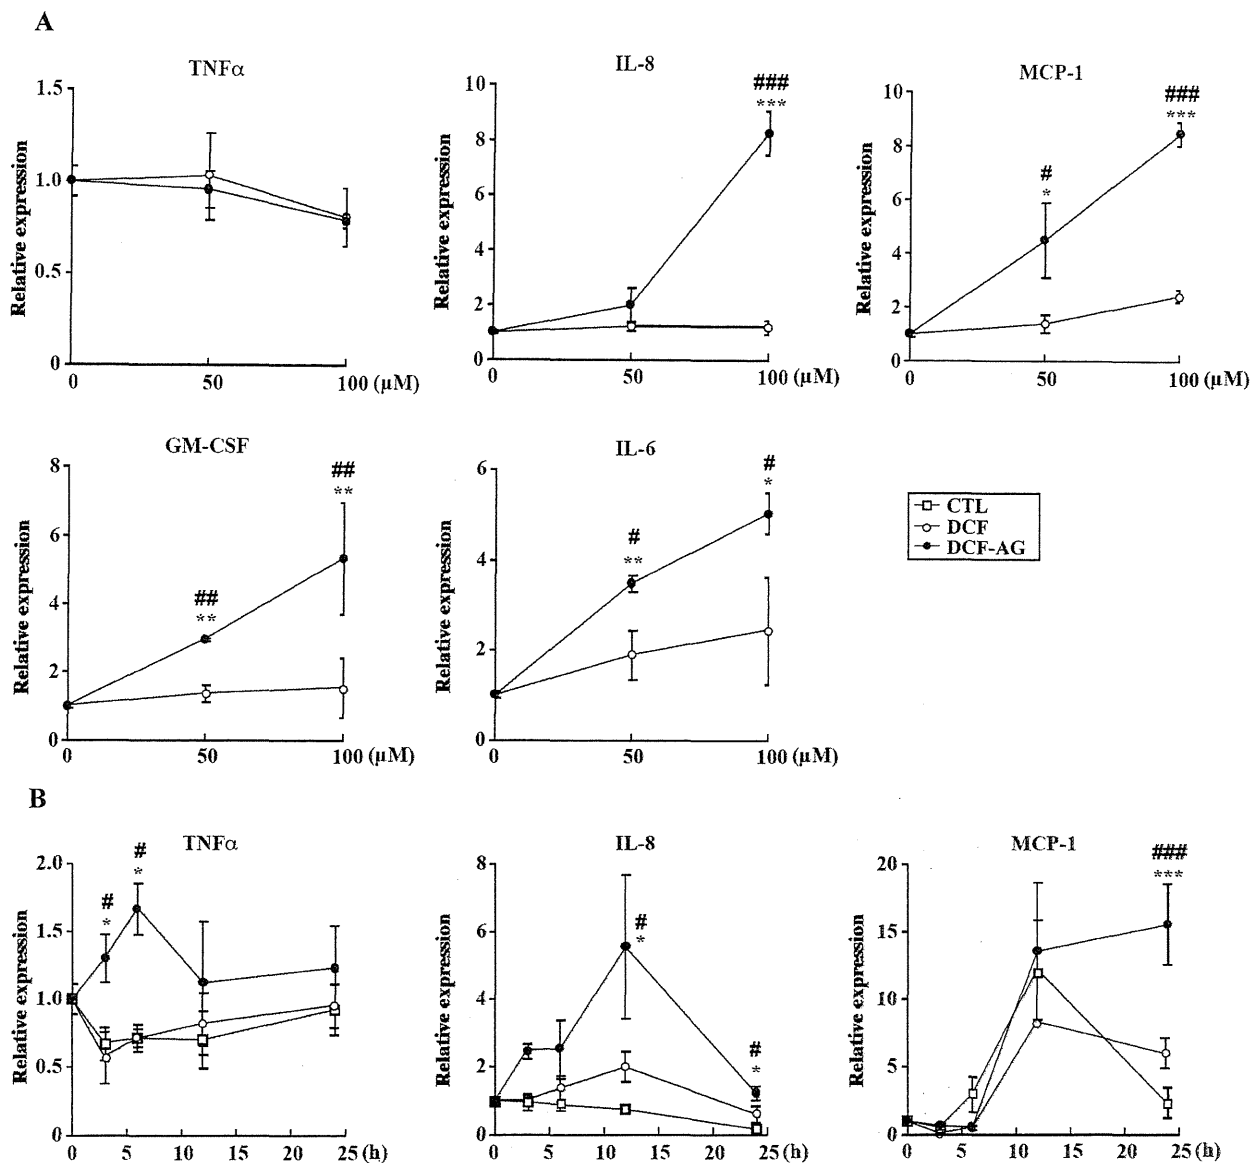 A
TNFα
1.5
1.0
0.5
0
Relative expression
0 50 100 (µM)
IL-8
10
8
6
4
2
0
Relative expression
###
***
0 50 100 (µM)
MCP-1
10
8
6
4
2
0
Relative expression
#
*
###
***
0 50 100 (µM)
GM-CSF
8
6
4
2
0
Relative expression
##
**
##
**
0 50 100 (µM)
IL-6
6
4
2
0
Relative expression
#
**
#
*
0 50 100 (µM)
CTL
DCF
DCF-AG
B
TNFα
2.0
1.5
1.0
0.5
0
Relative expression
#
*
#
*
0 5 10 15 20 25 (h)
IL-8
8
6
4
2
0
Relative expression
#
*
#
*
0 5 10 15 20 25 (h)
MCP-1
20
15
10
5
0
Relative expression
###
***
0 5 10 15 20 25 (h)